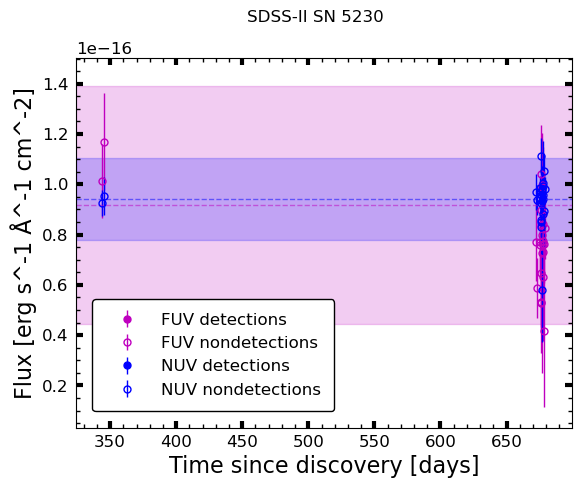 SDSS-II SN 5230
1e−16
1.4
1.2
1.0
0.8
0.6
0.4
0.2
Flux [erg s^-1 Å^-1 cm^-2]
FUV detections
FUV nondetections
NUV detections
NUV nondetections
350 400 450 500 550 600 650
Time since discovery [days]